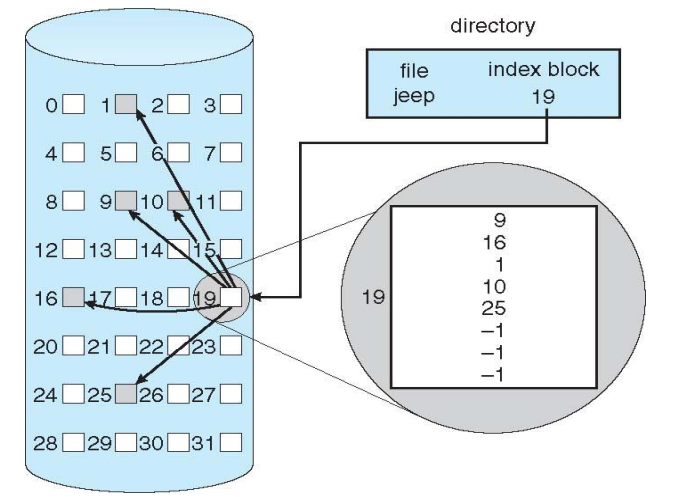 directory
file index block
jeep 19
0 1 2 3
4 5 6 7
8 9 10 11
12 13 14 15
16 17 18 19
20 21 22 23
24 25 26 27
28 29 30 31
19
9
16
1
10
25
–1
–1
–1